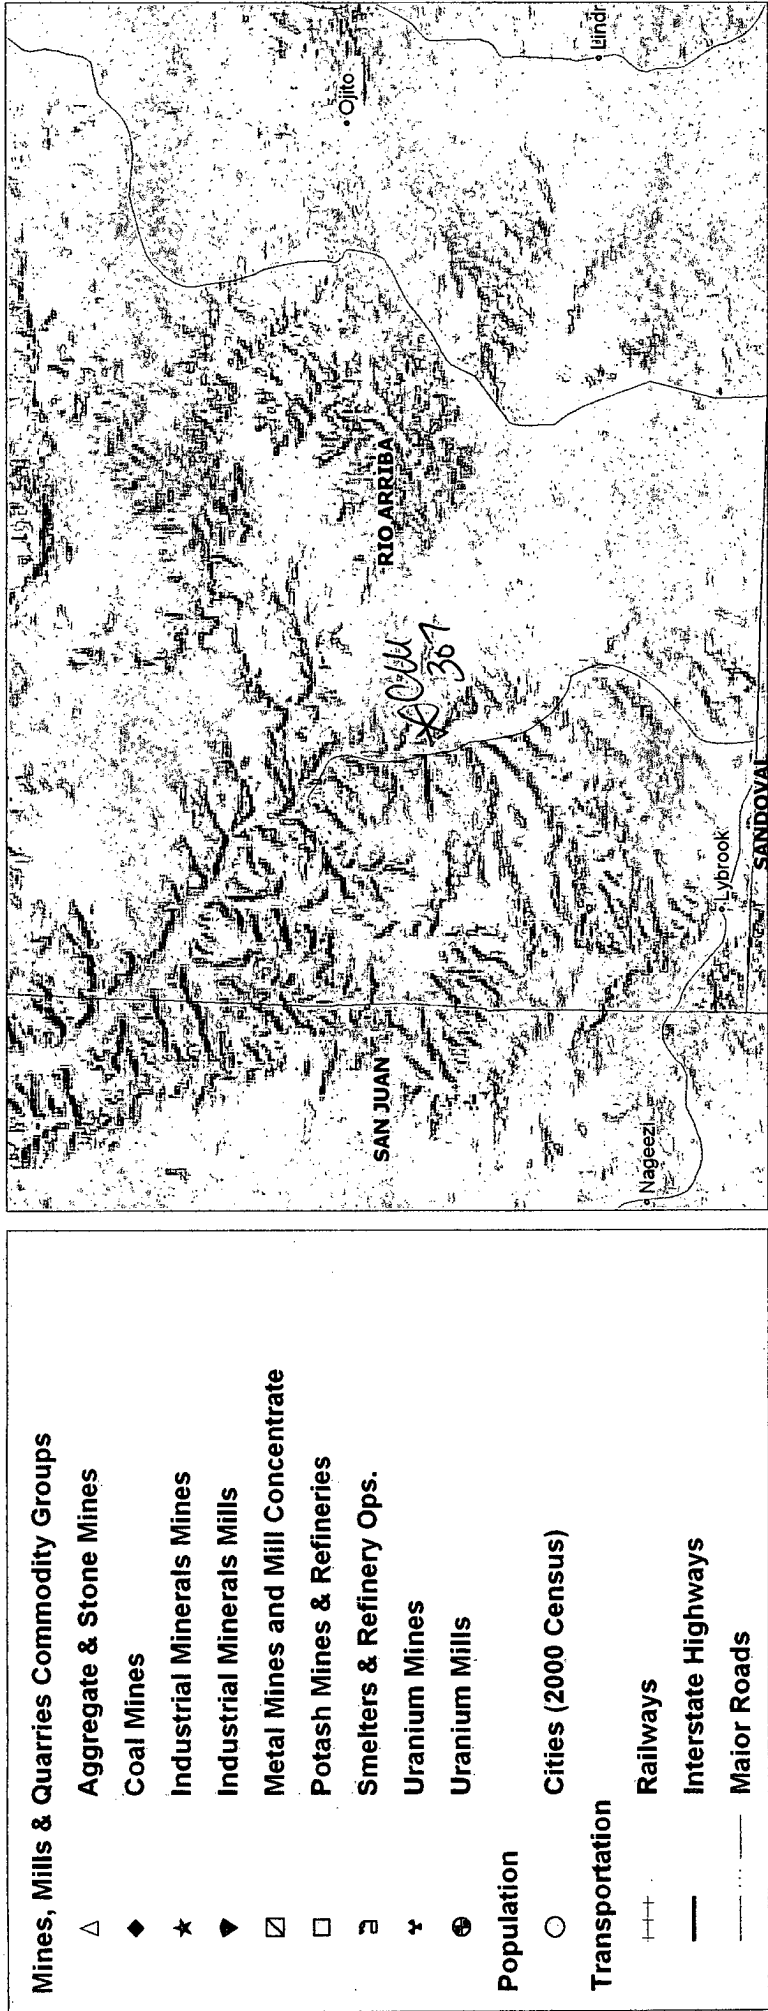 Mines, Mills & Quarries Commodity Groups
Aggregate & Stone Mines
Coal Mines
Industrial Minerals Mines
Industrial Minerals Mills
Metal Mines and Mill Concentrate
Potash Mines & Refineries
Smelters & Refinery Ops.
Uranium Mines
Uranium Mills
Population
Cities (2000 Census)
Transportation
Railways
Interstate Highways
Major Roads
Ojito
Lindr
RIO ARRIBA
367
SAN JUAN
Lybrook
SANDOVAL
Nageezi